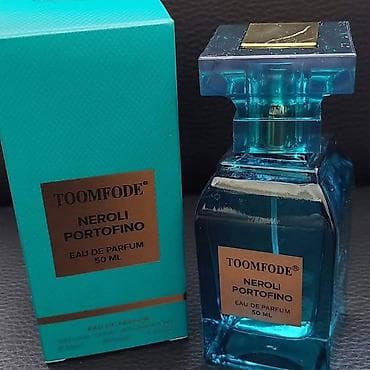 TOOMFODE®
NEROLI
PORTOFINO
EAU DE PARFUM
50 ML
EAU DE PARFUM
TOOMFODE®
NEROLI
PORTOFINO
EAU DE PARFUM
50 ML